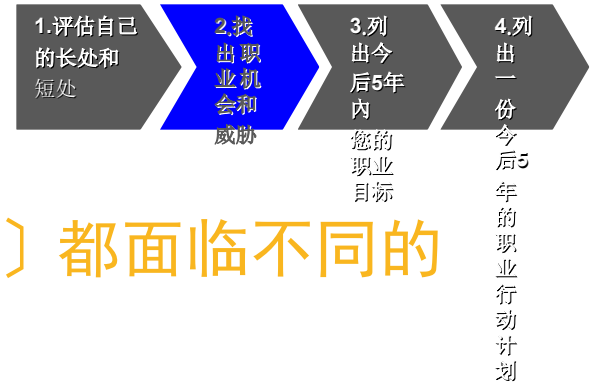 1.评估自己
的长处和
短处
2.找
出职
业机
会和
威胁
3.列
出今
后5年
內
您的
职业
目标
4.列
出
一
份
今
后5
年
的
职
业
行
动
计
划
〕都面临不同的